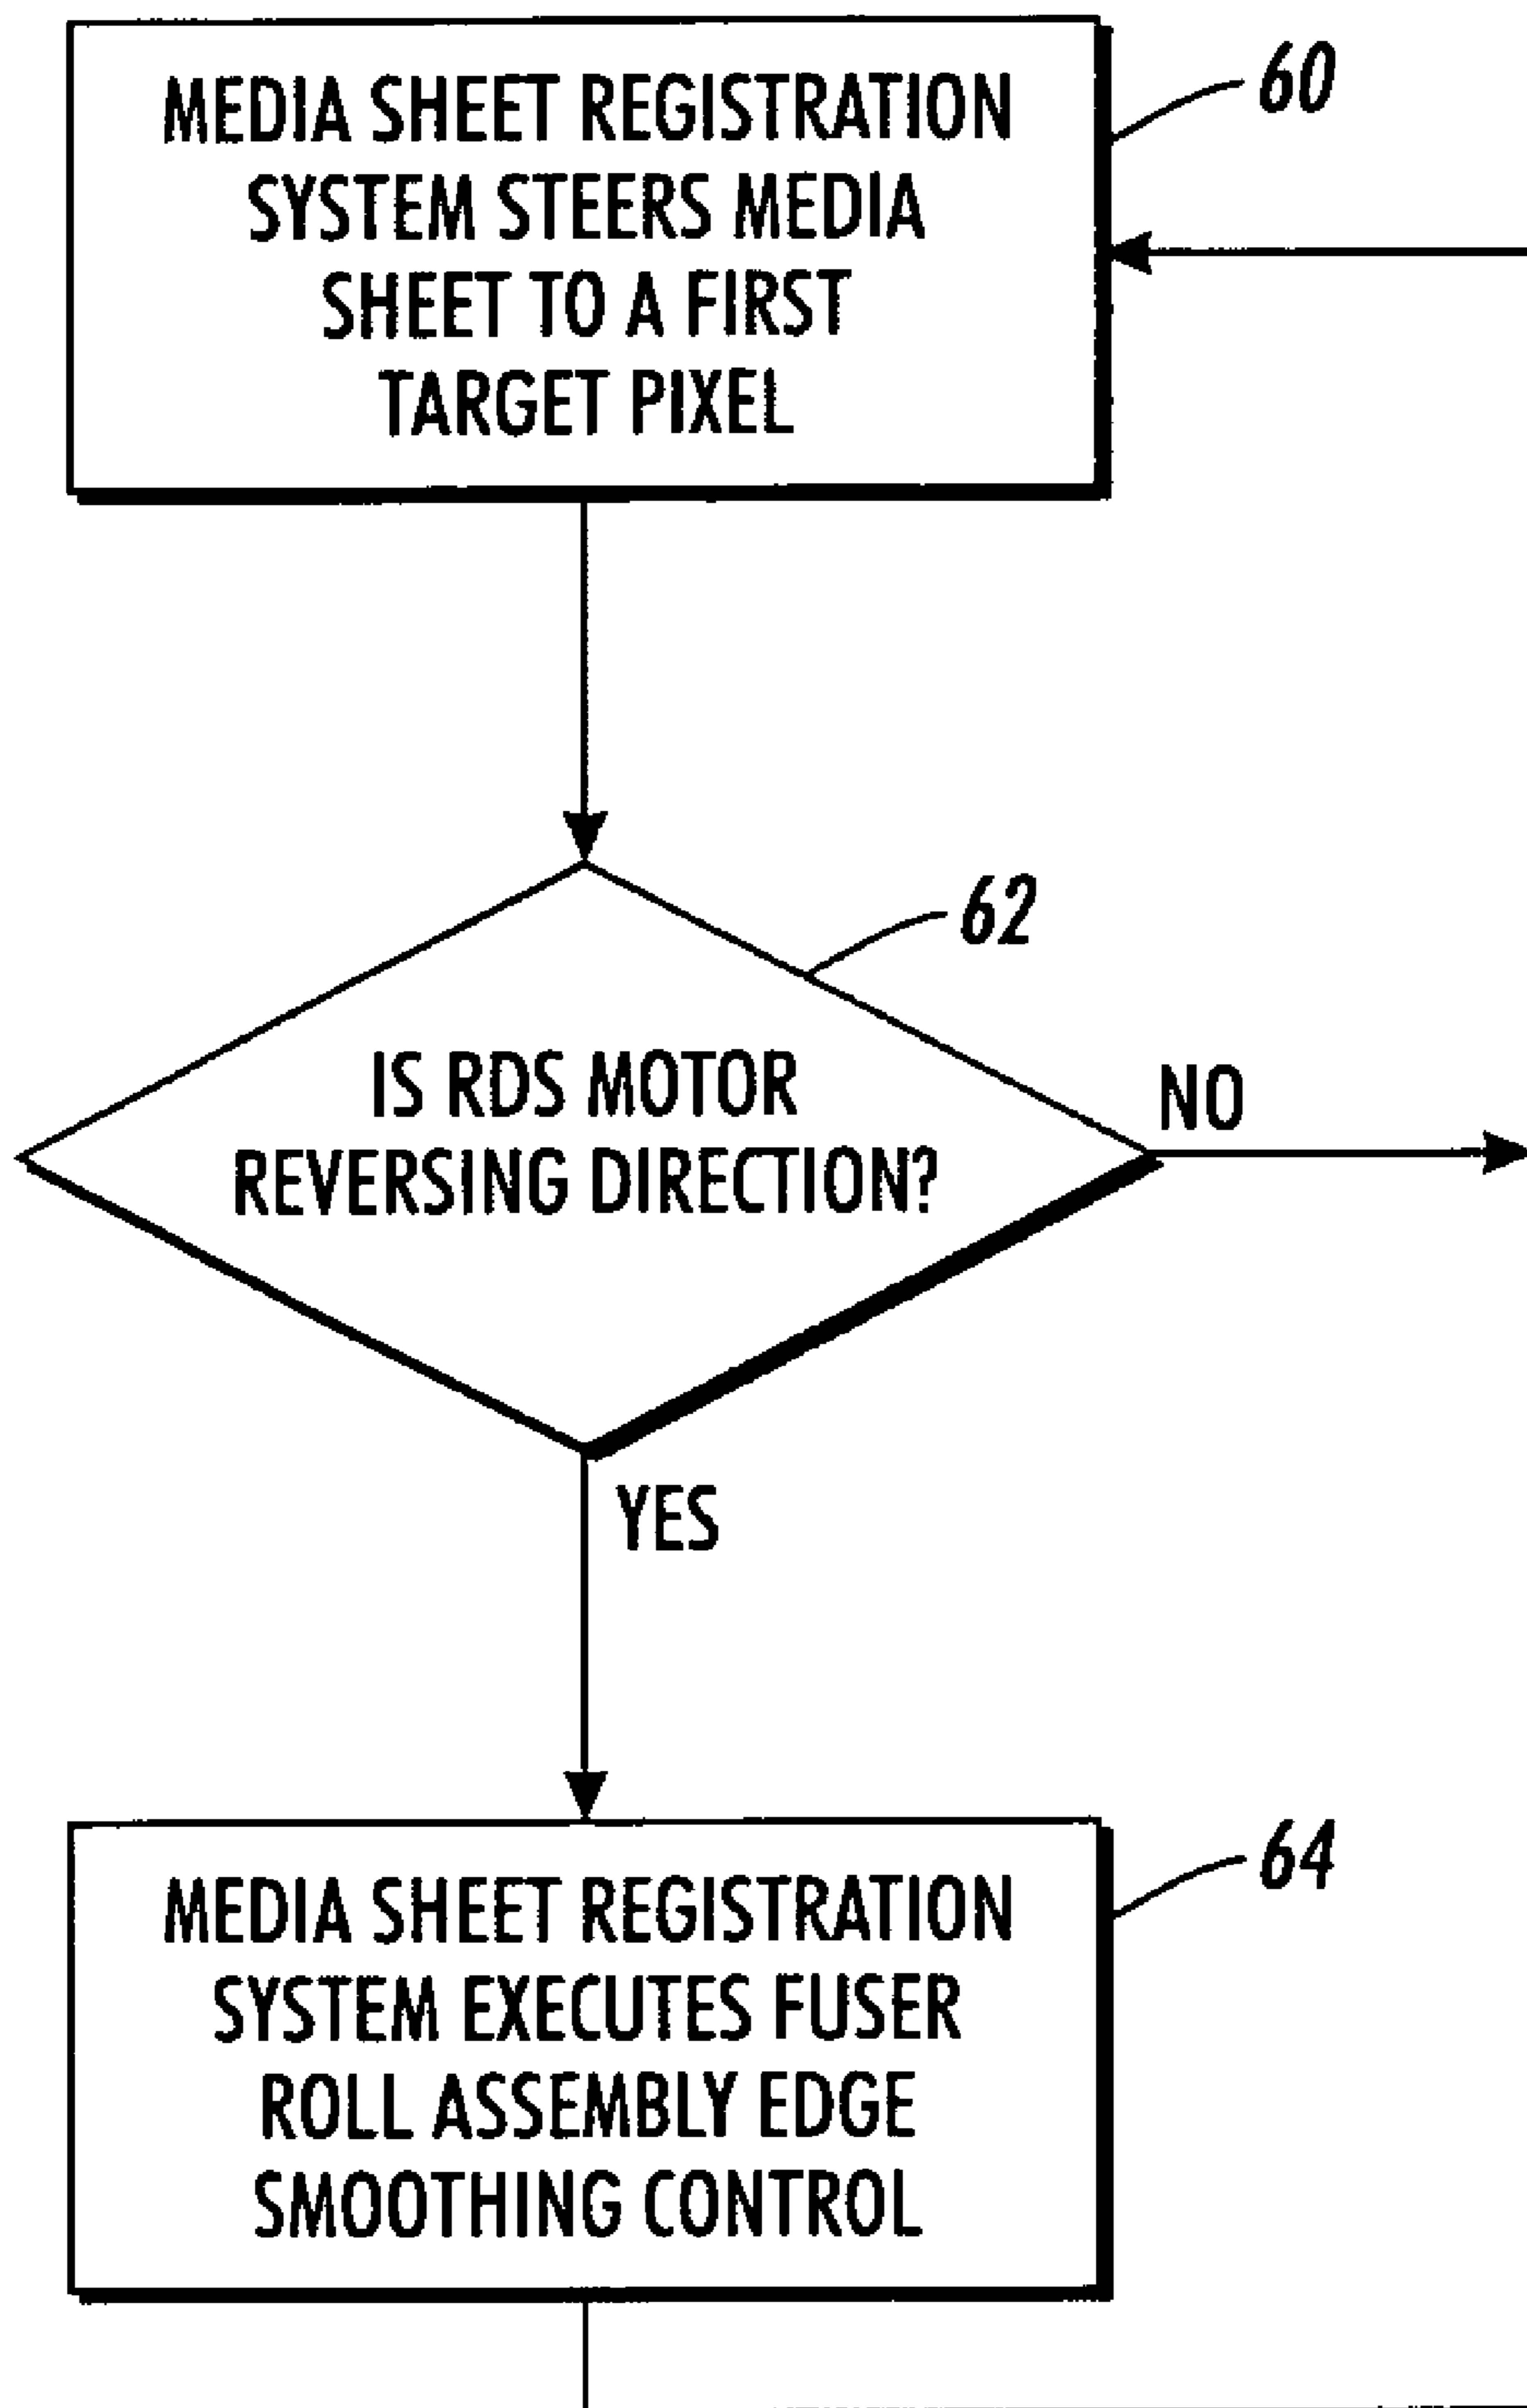 MEDIA SHEET REGISTRATION
SYSTEM STEERS MEDIA
SHEET TO A FIRST
TARGET PIXEL
60
62
IS RDS MOTOR
REVERSING DIRECTION?
NO
YES
64
MEDIA SHEET REGISTRATION
SYSTEM EXECUTES FUSER
ROLL ASSEMBLY EDGE
SMOOTHING CONTROL